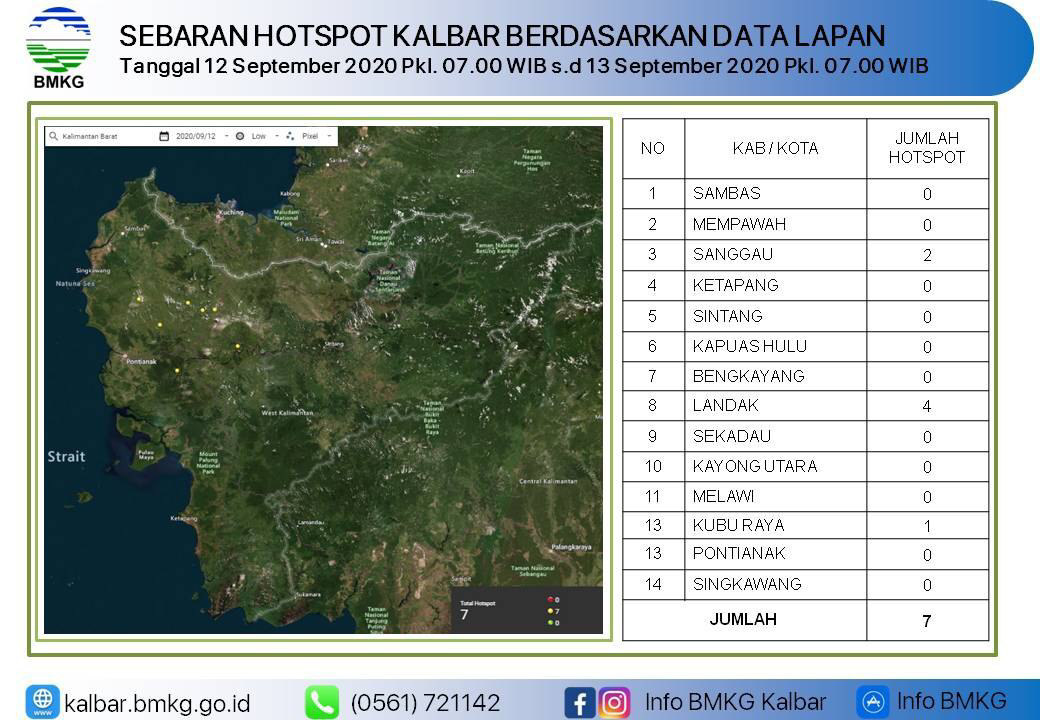 BMKG
SEBARAN HOTSPOT KALBAR BERDASARKAN DATA LAPAN
Tanggal 12 September 2020 Pkl. 07.00 WIB s.d 13 September 2020 Pkl. 07.00 WIB
Kalimantan Barat 2020/09/12 - Low - Pixel -
Sarikei
Taman
Negara
Pergunungan
Hos
Kapit
Kabong
Kuching
Maludam
National
Park
Sambas
Sri Aman
Taman
Negara
Batang Ai
Taman Nasional
Betung Kerihun
Singkawang
Natuna Sea
Taman
Nasional
Danau
Sentarum
Sintang
Pontianak
West Kalimantan
Taman
Nasional
Bukit
Baka -
Bukit
Raya
Strait
Pulau
Maya
Mount
Palung
National
Park
Central Kalimantan
Ketapang
Lamandau
Palangkaraya
Taman Nasional
Sebangau
Sampit
Sukamara
Taman
Nasional
Tanjung
Puting
Total Hotspot
7
0
7
0
NO KAB / KOTA JUMLAH HOTSPOT
1 SAMBAS 0
2 MEMPAWAH 0
3 SANGGAU 2
4 KETAPANG 0
5 SINTANG 0
6 KAPUAS HULU 0
7 BENGKAYANG 0
8 LANDAK 4
9 SEKADAU 0
10 KAYONG UTARA 0
11 MELAWI 0
13 KUBU RAYA 1
13 PONTIANAK 0
14 SINGKAWANG 0
JUMLAH 7
kalbar.bmkg.go.id (0561) 721142 Info BMKG Kalbar Info BMKG